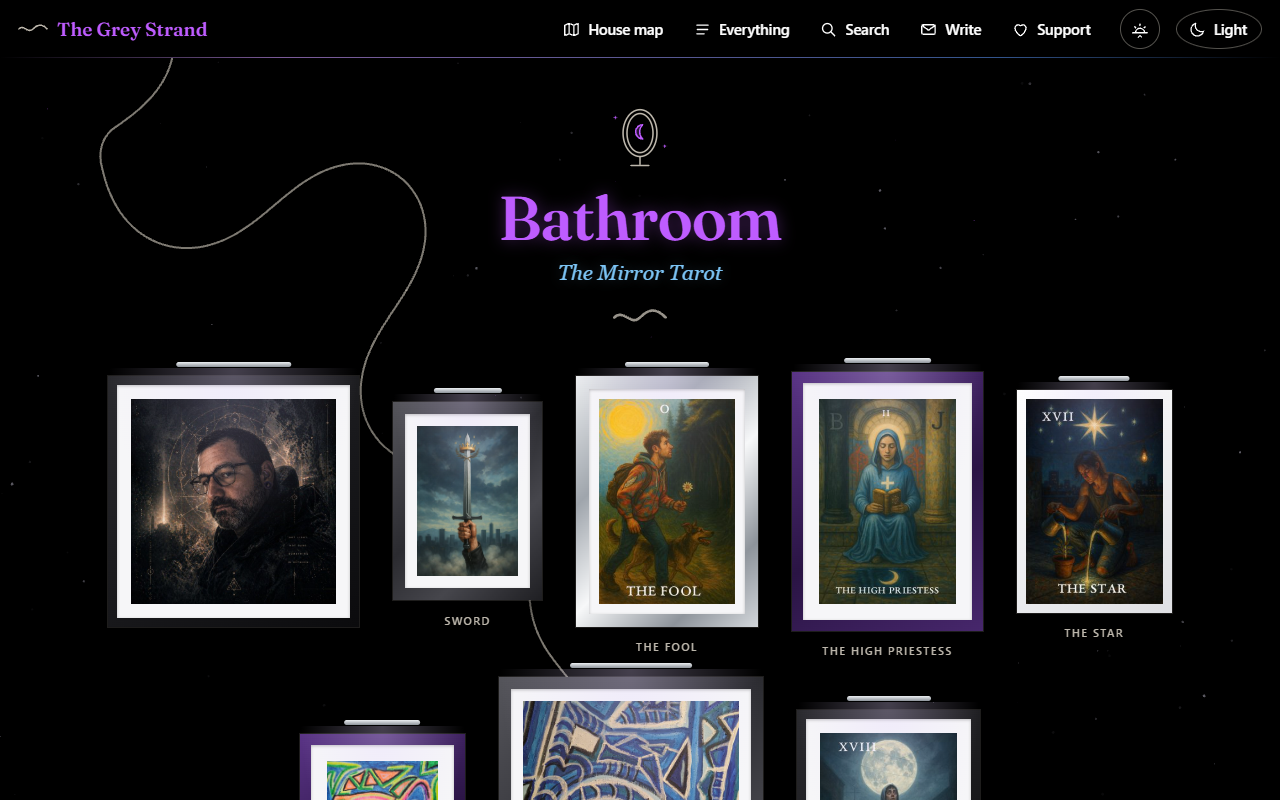 The Grey Strand
House map
Everything
Search
Write
Support
Light
Bathroom
The Mirror Tarot
O
THE FOOL
B
II
J
THE HIGH PRIESTESS
XVII
THE STAR
SWORD
THE FOOL
THE HIGH PRIESTESS
THE STAR
XVIII